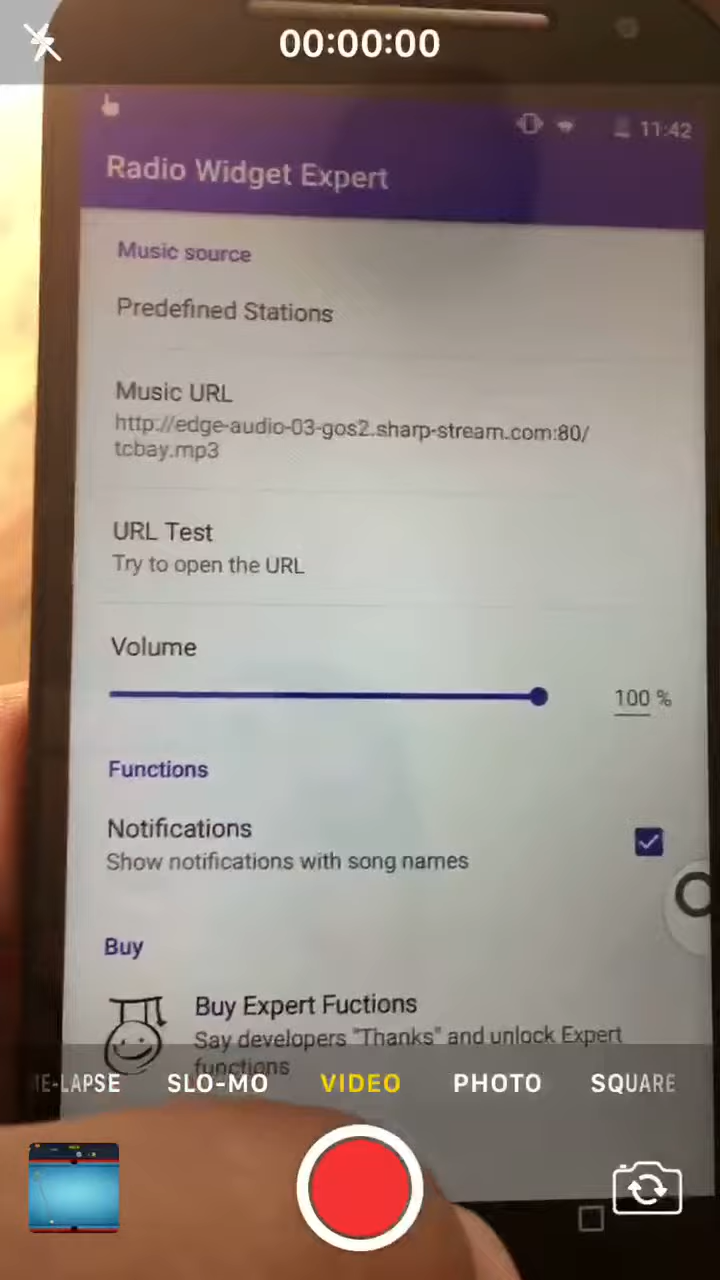 00:00:00
11:42
Radio Widget Expert
Music source
Predefined Stations
Music URL
http://edge-audio-03-gos2.sharp-stream.com:80/
tcbay.mp3
URL Test
Try to open the URL
Volume
100 %
Functions
Notifications
Show notifications with song names
Buy
Buy Expert Fuctions
Say developers "Thanks" and unlock Expert
functions
IE-LAPSE SLO-MO VIDEO PHOTO SQUARE